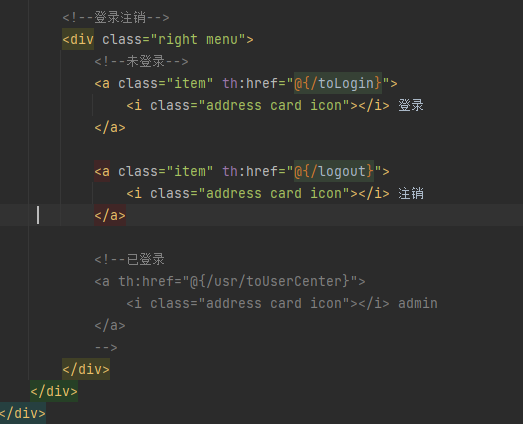 <!--登录注销-->
<div class="right menu">
<!--未登录-->
<a class="item" th:href="@{/toLogin}">
<i class="address card icon"></i> 登录
</a>
<a class="item" th:href="@{/logout}">
<i class="address card icon"></i> 注销
</a>
<!--已登录
<a th:href="@{/usr/toUserCenter}">
<i class="address card icon"></i> admin
</a>
-->
</div>
</div>
</div>